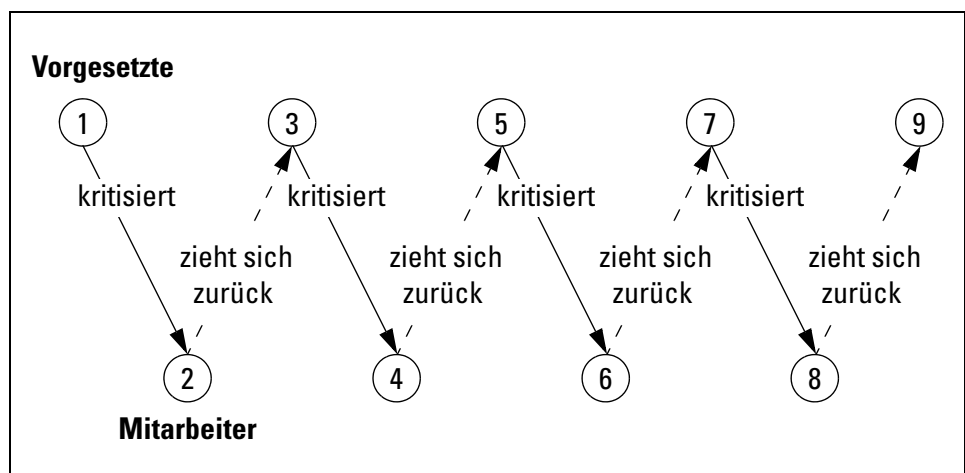 Vorgesetzte
1 3 5 7 9
kritisiert kritisiert kritisiert kritisiert
zieht sich zieht sich zieht sich zieht sich
zurück zurück zurück zurück
2 4 6 8
Mitarbeiter